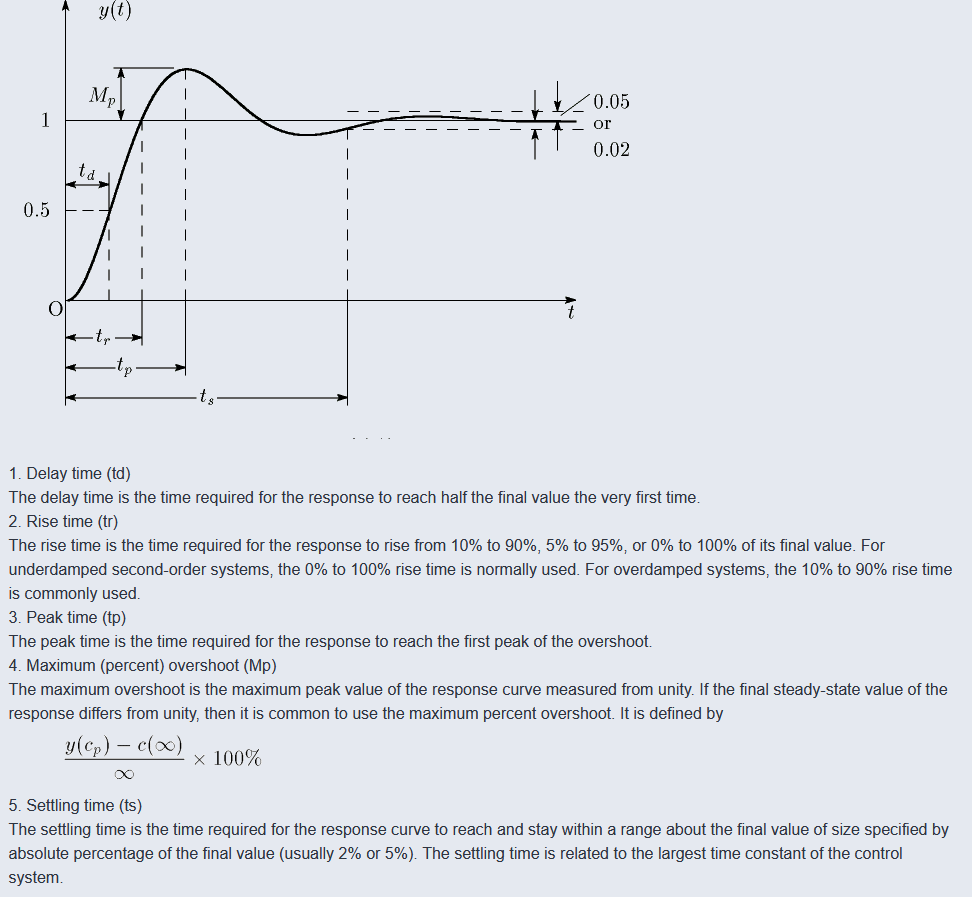 y(t)
M_p
1
0.05
or
0.02
t_d
0.5
O
t
t_r
t_p
t_s
1. Delay time (td)
The delay time is the time required for the response to reach half the final value the very first time.
2. Rise time (tr)
The rise time is the time required for the response to rise from 10% to 90%, 5% to 95%, or 0% to 100% of its final value. For
underdamped second-order systems, the 0% to 100% rise time is normally used. For overdamped systems, the 10% to 90% rise time
is commonly used.
3. Peak time (tp)
The peak time is the time required for the response to reach the first peak of the overshoot.
4. Maximum (percent) overshoot (Mp)
The maximum overshoot is the maximum peak value of the response curve measured from unity. If the final steady-state value of the
response differs from unity, then it is common to use the maximum percent overshoot. It is defined by
y(c_p) − c(∞)
∞
× 100%
5. Settling time (ts)
The settling time is the time required for the response curve to reach and stay within a range about the final value of size specified by
absolute percentage of the final value (usually 2% or 5%). The settling time is related to the largest time constant of the control
system.